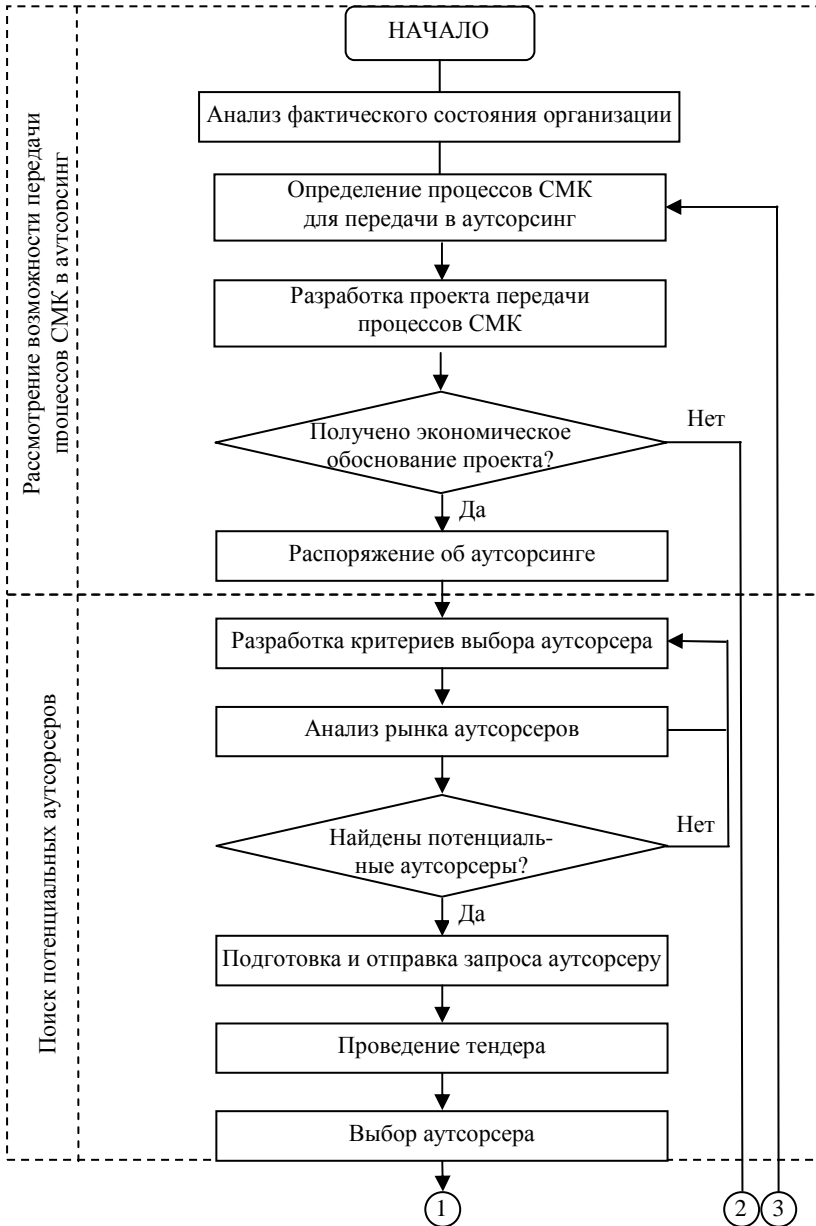 НАЧАЛО
Анализ фактического состояния организации
Определение процессов СМК
для передачи в аутсорсинг
Разработка проекта передачи
процессов СМК
Получено экономическое
обоснование проекта?
Нет
Да
Распоряжение об аутсорсинге
Рассмотрение возможности передачи
процессов СМК в аутсорсинг
Разработка критериев выбора аутсорсера
Анализ рынка аутсорсеров
Найдены потенциаль-
ные аутсорсеры?
Нет
Да
Подготовка и отправка запроса аутсорсеру
Проведение тендера
Выбор аутсорсера
Поиск потенциальных аутсорсеров
1
2
3